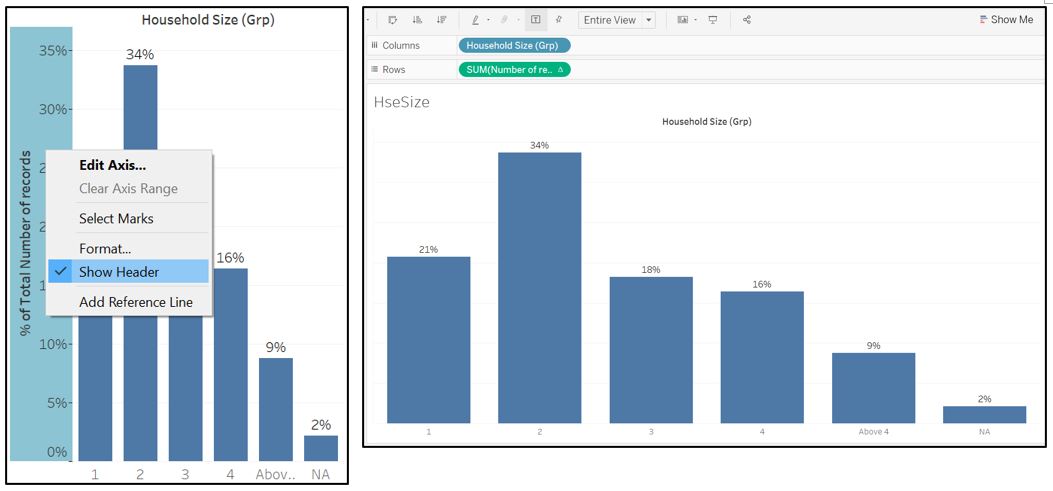 Household Size (Grp)
35%
34%
30%
% of Total Number of records
2
2
1
10%
5%
0%
Edit Axis...
Clear Axis Range
Select Marks
Format...
Show Header
Add Reference Line
16%
9%
2%
1 2 3 4 Abov.. NA
Entire View
Show Me
Columns Household Size (Grp)
Rows SUM(Number of re.. Δ
HseSize
Household Size (Grp)
34%
21%
18%
16%
9%
2%
1 2 3 4 Above 4 NA